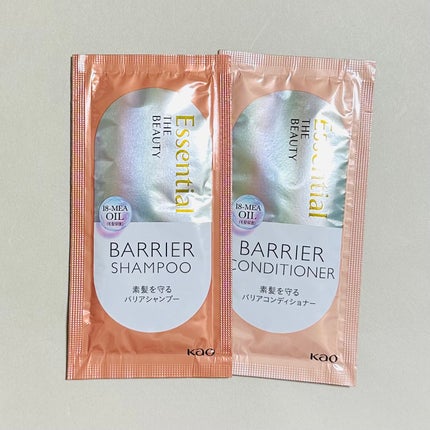 Essential
THE
BEAUTY
18-MEA
OIL
BARRIER
SHAMPOO
素髪を守る
バリアシャンプー
Kao
Essential
THE
BEAUTY
18-MEA
OIL
BARRIER
CONDITIONER
素髪を守る
バリアコンディショナー
Kao